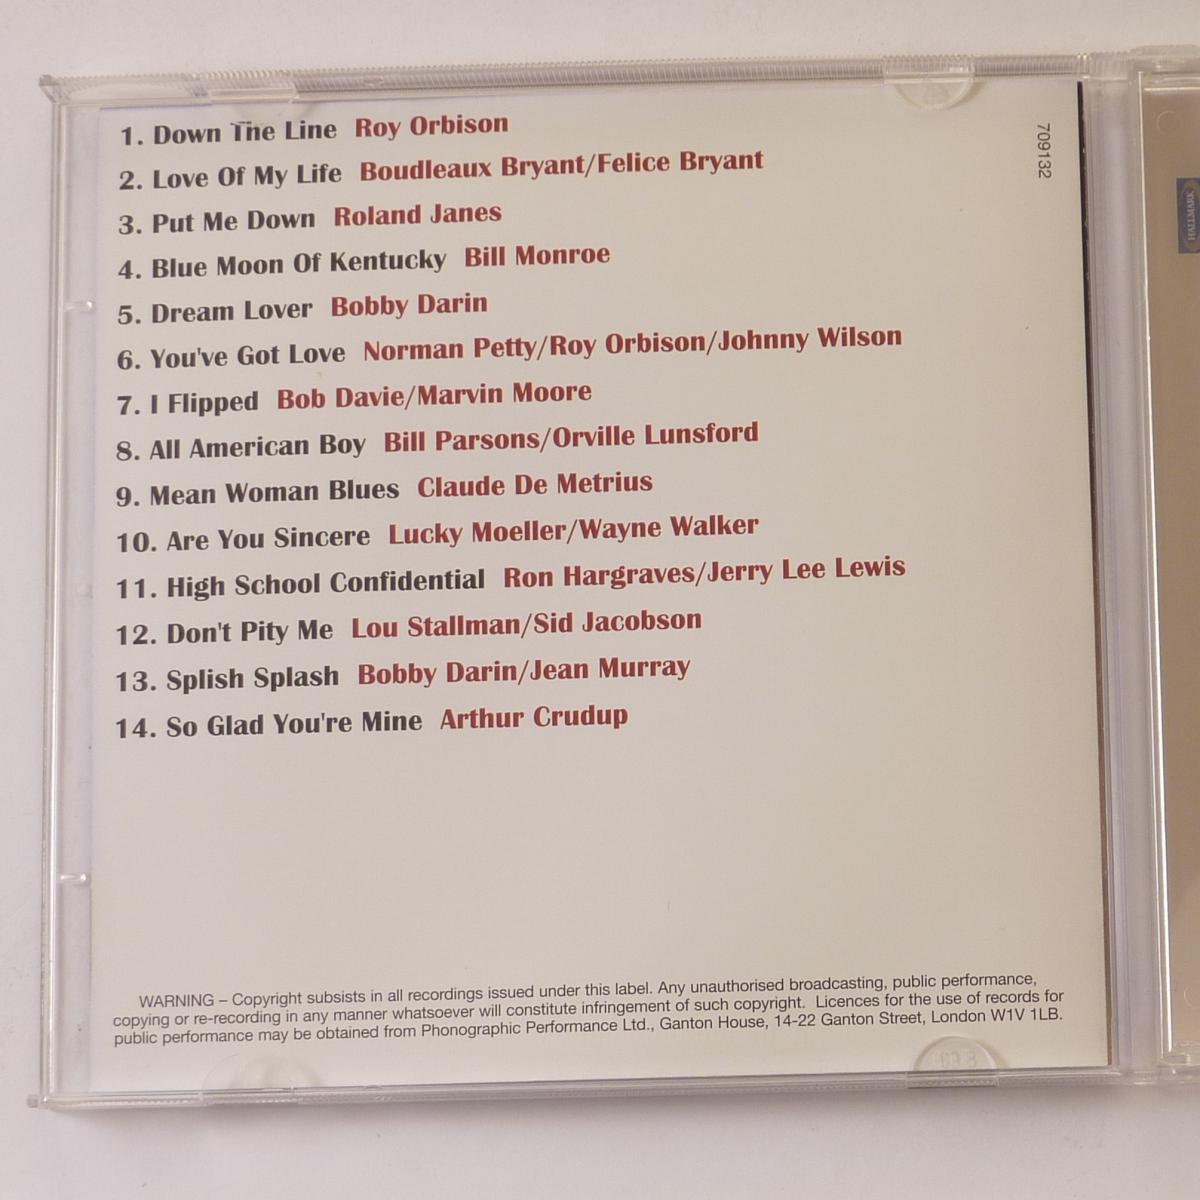 1. Down The Line Roy Orbison
2. Love Of My Life Boudleaux Bryant/Felice Bryant
3. Put Me Down Roland Janes
4. Blue Moon Of Kentucky Bill Monroe
5. Dream Lover Bobby Darin
6. You've Got Love Norman Petty/Roy Orbison/Johnny Wilson
7. I Flipped Bob Davie/Marvin Moore
8. All American Boy Bill Parsons/Orville Lunsford
9. Mean Woman Blues Claude De Metrius
10. Are You Sincere Lucky Moeller/Wayne Walker
11. High School Confidential Ron Hargraves/Jerry Lee Lewis
12. Don't Pity Me Lou Stallman/Sid Jacobson
13. Splish Splash Bobby Darin/Jean Murray
14. So Glad You're Mine Arthur Crudup
709132
HALLMARK
WARNING – Copyright subsists in all recordings issued under this label. Any unauthorised broadcasting, public performance,
copying or re-recording in any manner whatsoever will constitute infringement of such copyright. Licences for the use of records for
public performance may be obtained from Phonographic Performance Ltd., Ganton House, 14-22 Ganton Street, London W1V 1LB.